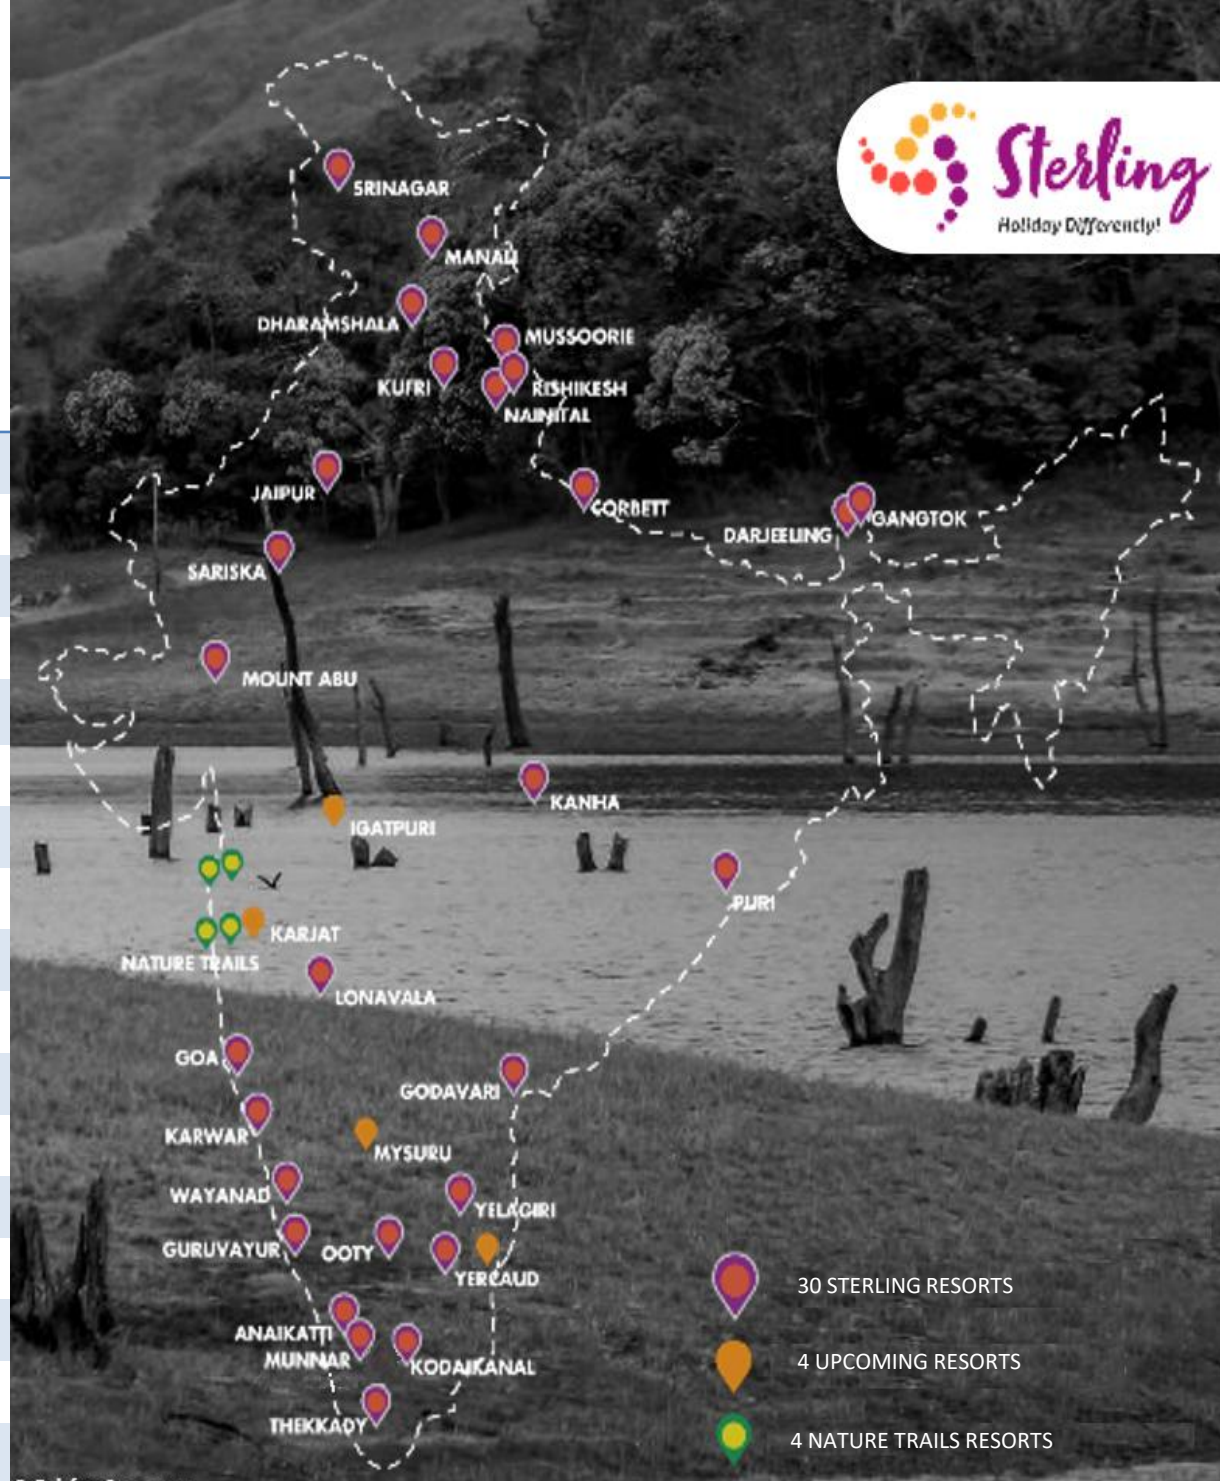 Sterling
Holiday Differently!
SRINAGAR
MANALI
DHARAMSHALA
MUSSOORIE
KUFRI
RISHIKESH
NAINITAL
JAIPUR
CORBETT
GANGTOK
DARJEELING
SARISKA
MOUNT ABU
KANHA
IGATPURI
PURI
KARJAT
NATURE TRAILS
LONAVALA
GOA
GODAVARI
KARWAR
MYSURU
WAYANAD
YELAGIRI
GURUVAYUR
OOTY
YERCAUD
30 STERLING RESORTS
ANAIKATTI
MUNNAR
KODAIKANAL
4 UPCOMING RESORTS
THEKKADY
4 NATURE TRAILS RESORTS